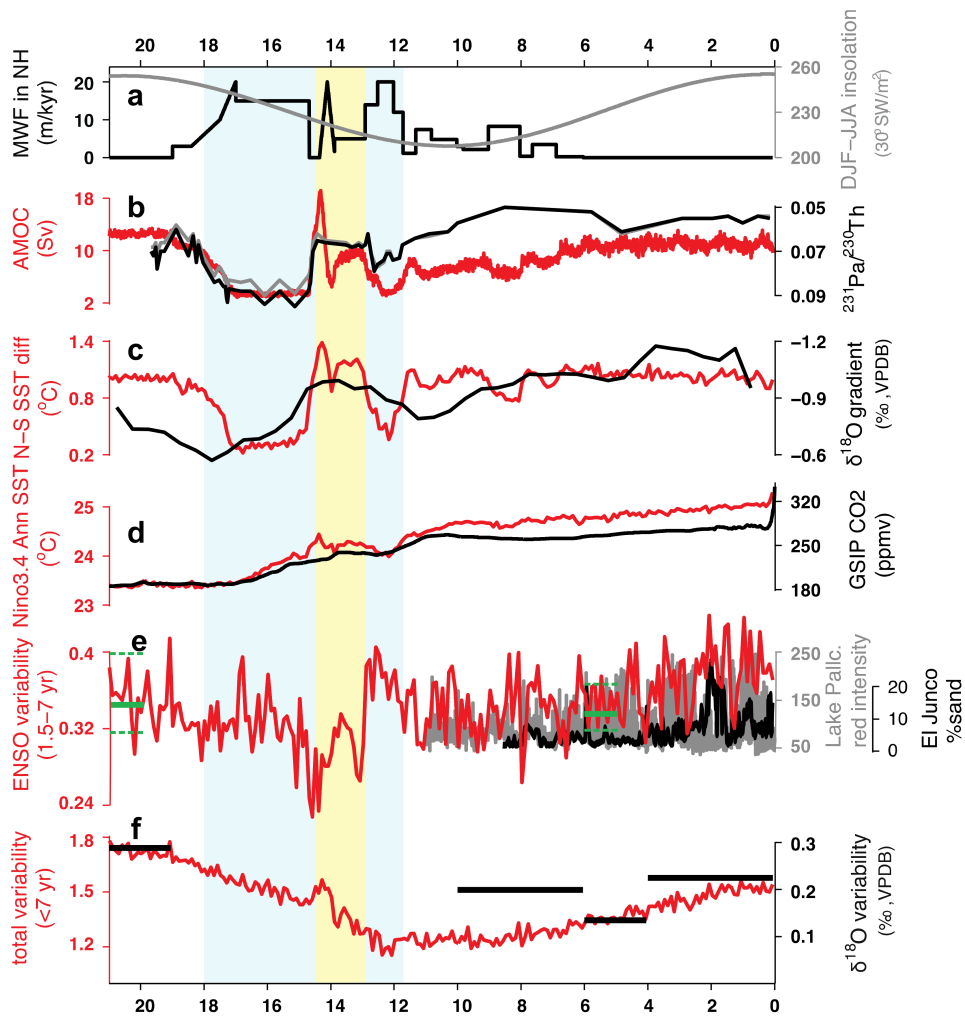 20 18 16 14 12 10 8 6 4 2 0
MWF in NH
(m/kyr)
20
10
0
a
260
230
200
DJF−JJA insolation
(30° SW/m²)
AMOC
(Sv)
18
10
2
b
0.05
0.07
0.09
²³¹Pa/²³⁰Th
N−S SST diff
(°C)
1.4
0.8
0.2
c
−1.2
−0.9
−0.6
δ¹⁸O gradient
(‰, VPDB)
Nino3.4 Ann SST
(°C)
25
24
23
d
320
250
180
GSIP CO2
(ppmv)
ENSO variability
(1.5−7 yr)
0.4
0.32
0.24
e
250
150
50
Lake Pallc.
red intensity
20
10
0
El Junco
%sand
total variability
(<7 yr)
1.8
1.5
1.2
f
0.3
0.2
0.1
δ¹⁸O variability
(‰, VPDB)
20 18 16 14 12 10 8 6 4 2 0